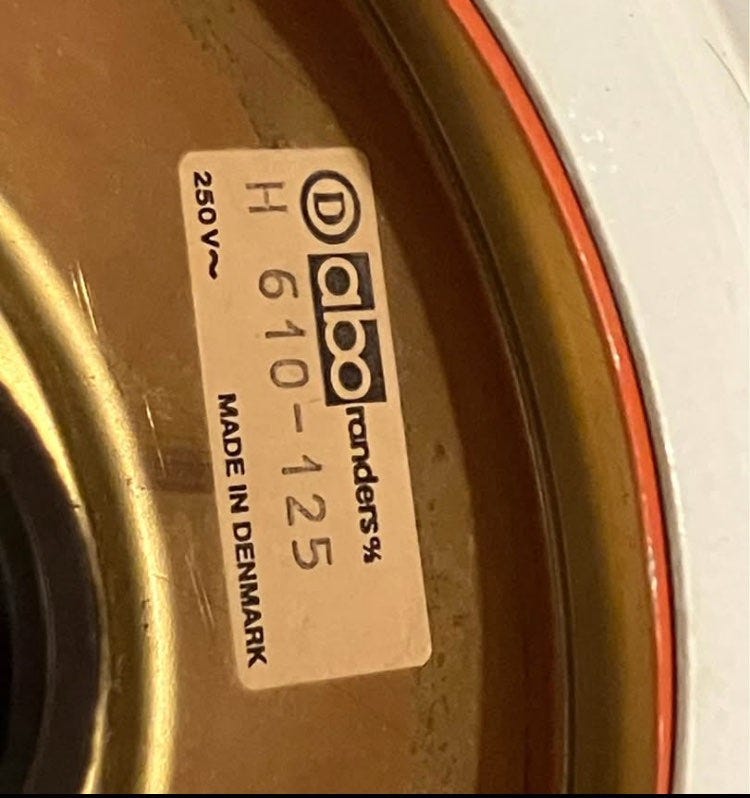 D abo randers %
H 610-125
250V~ MADE IN DENMARK